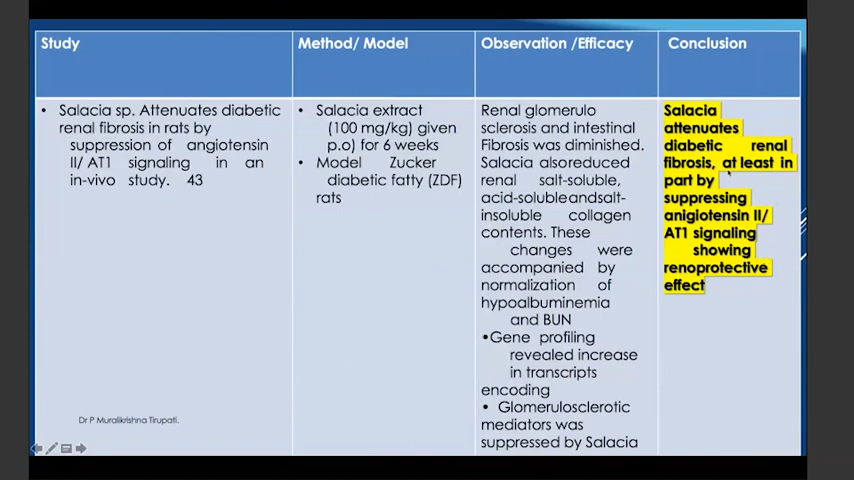 Study
Method/ Model
Observation /Efficacy
Conclusion
• Salacia sp. Attenuates diabetic
renal fibrosis in rats by
suppression of angiotensin
II/ AT1 signaling in an
in-vivo study. 43
• Salacia extract
(100 mg/kg) given
p.o) for 6 weeks
• Model Zucker
diabetic fatty (ZDF)
rats
Renal glomerulo
sclerosis and intestinal
Fibrosis was diminished.
Salacia alsoreduced
renal salt-soluble,
acid-solubleandsalt-
insoluble collagen
contents. These
changes were
accompanied by
normalization of
hypoalbuminemia
and BUN
•Gene profiling
revealed increase
in transcripts
encoding
• Glomerulosclerotic
mediators was
suppressed by Salacia
Salacia
attenuates
diabetic renal
fibrosis, at least in
part by
suppressing
anigiotensin II/
AT1 signaling
showing
renoprotective
effect
Dr P Muralikrishna Tirupati.